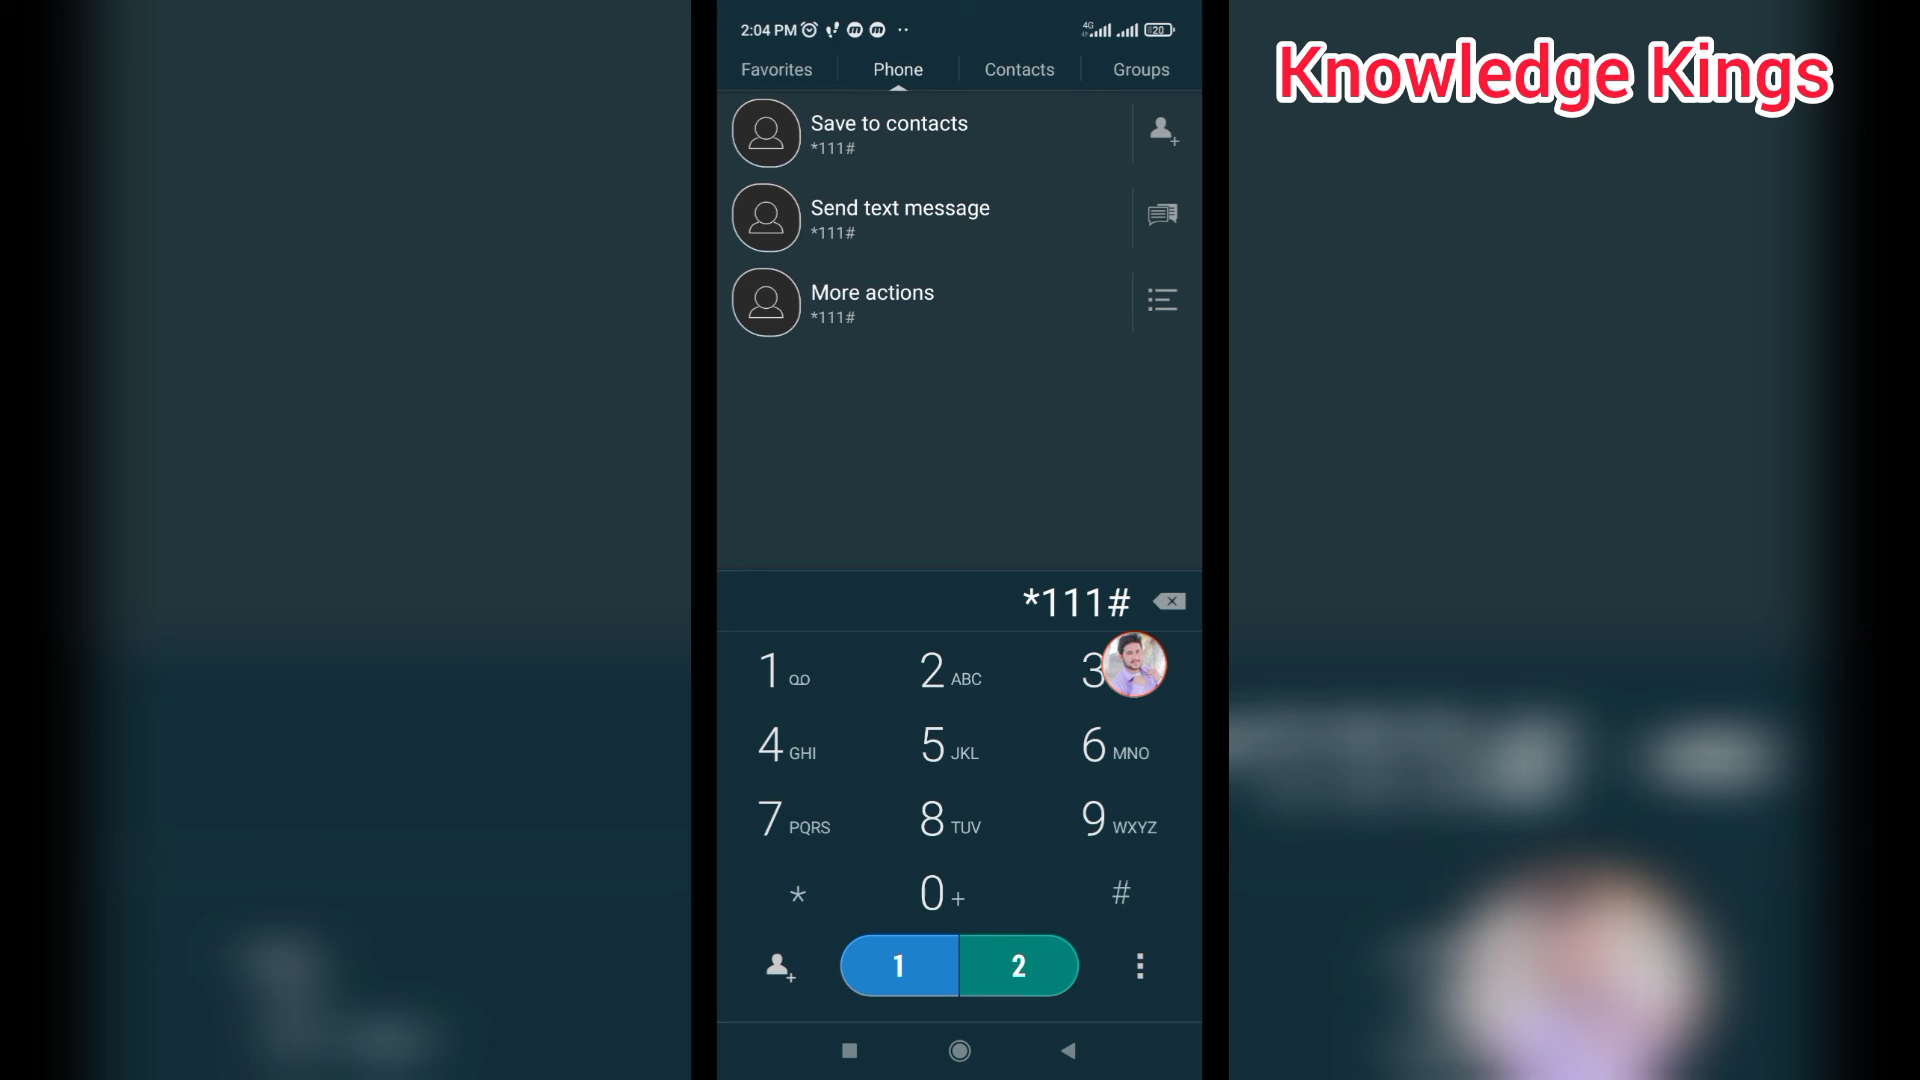 Knowledge Kings
2:04 PM
4G
20
Favorites
Phone
Contacts
Groups
Save to contacts
*111#
Send text message
*111#
More actions
*111#
*111#
1
2 ABC
3
4 GHI
5 JKL
6 MNO
7 PQRS
8 TUV
9 WXYZ
*
0 +
#
1
2